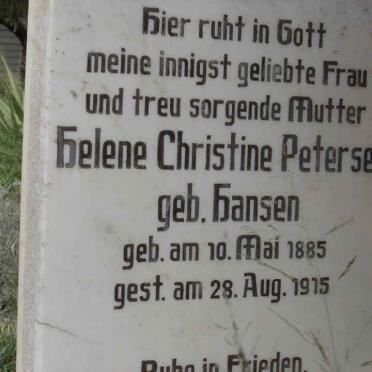 Hier ruht in Gott
meine innigst geliebte Frau
und treu sorgende Mutter
Helene Christine Peterse
geb. Hansen
geb. am 10. Mai 1885
gest. am 28. Aug. 1915
Ruhe in Frieden.